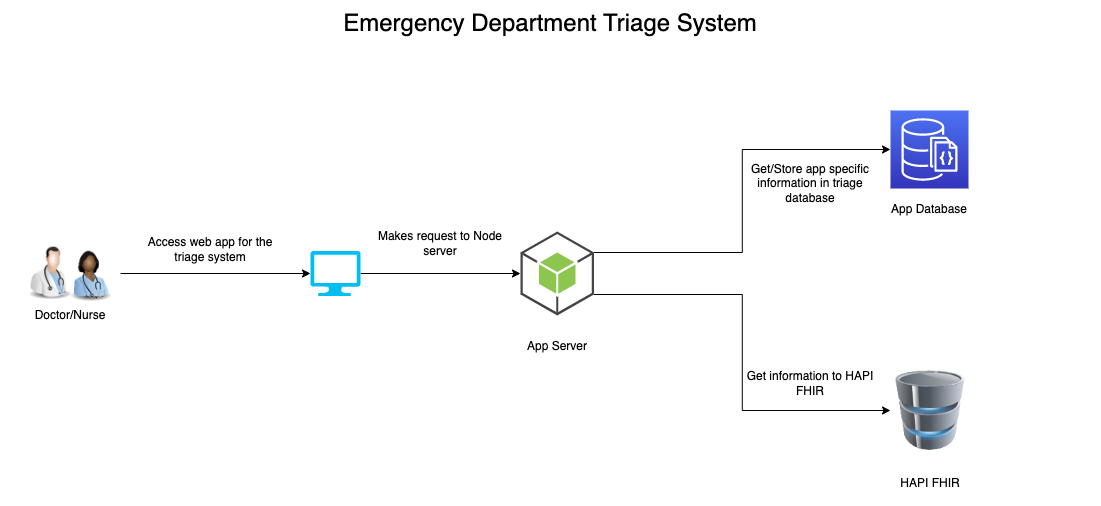 Emergency Department Triage System
Access web app for the
triage system
Doctor/Nurse
Makes request to Node
server
App Server
Get/Store app specific
information in triage
database
{}
App Database
Get information to HAPI
FHIR
HAPI FHIR